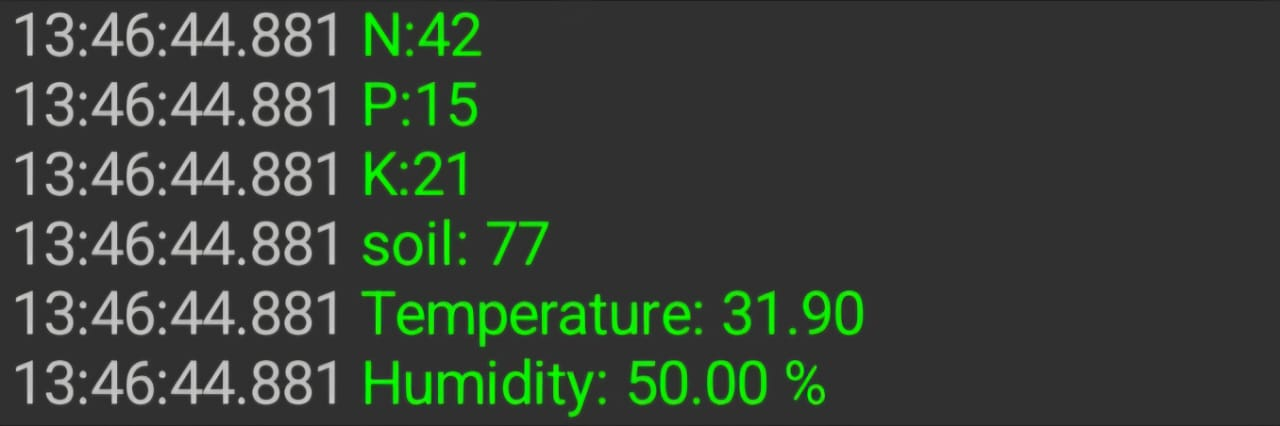 13:46:44.881 N:42
13:46:44.881 P:15
13:46:44.881 K:21
13:46:44.881 soil: 77
13:46:44.881 Temperature: 31.90
13:46:44.881 Humidity: 50.00 %